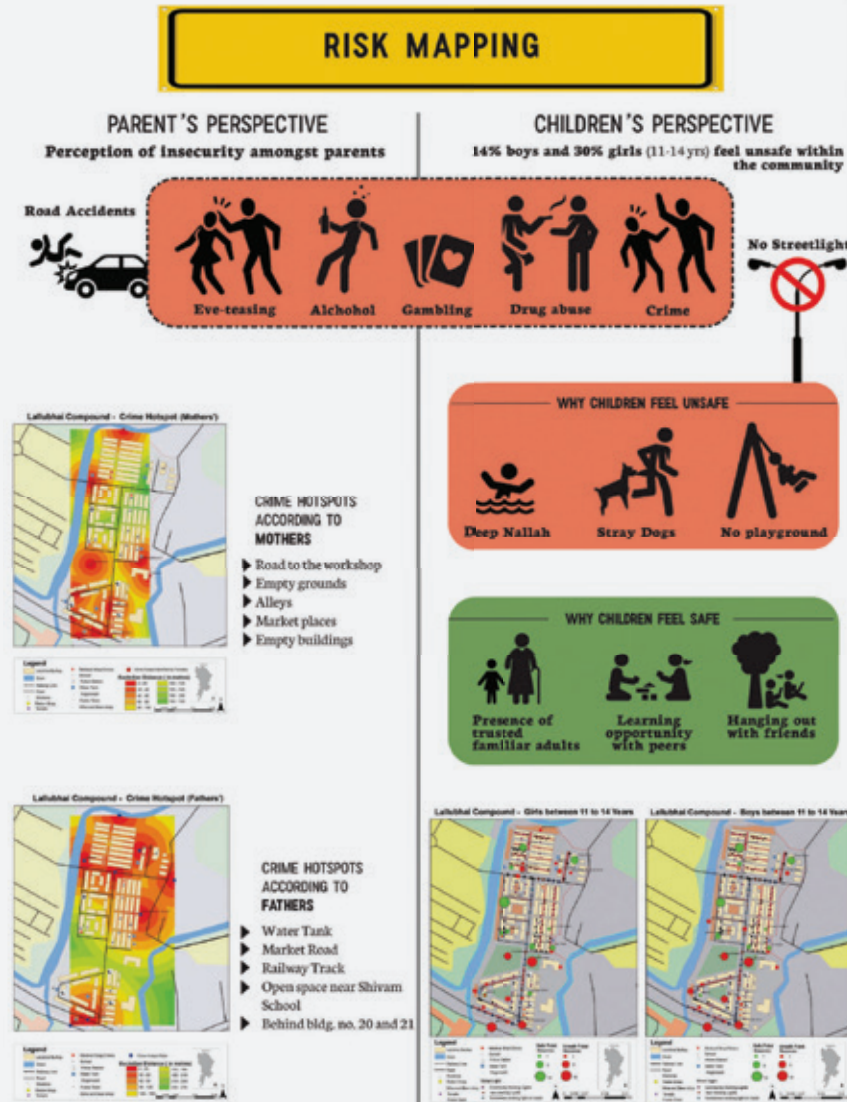 RISK MAPPING
PARENT'S PERSPECTIVE
Perception of insecurity amongst parents
CHILDREN'S PERSPECTIVE
14% boys and 30% girls (11-14 yrs) feel unsafe within
the community
Road Accidents
Eve-teasing
Alchohol
Gambling
Drug abuse
Crime
No Streetlight
Lallubhai Compound - Crime Hotspot (Mothers')
CRIME HOTSPOTS
ACCORDING TO
MOTHERS
Road to the workshop
Empty grounds
Alleys
Market places
Empty buildings
Legend
WHY CHILDREN FEEL UNSAFE
Deep Nallah
Stray Dogs
No playground
WHY CHILDREN FEEL SAFE
Presence of
trusted
familiar adults
Learning
opportunity
with peers
Hanging out
with friends
Lallubhai Compound - Crime Hotspot (Fathers')
CRIME HOTSPOTS
ACCORDING TO
FATHERS
Water Tank
Market Road
Railway Track
Open space near Shivam
School
Behind bldg. no. 20 and 21
Legend
Lallubhai Compound - Girls between 11 to 14 Years
Legend
Lallubhai Compound - Boys between 11 to 14 Years
Legend